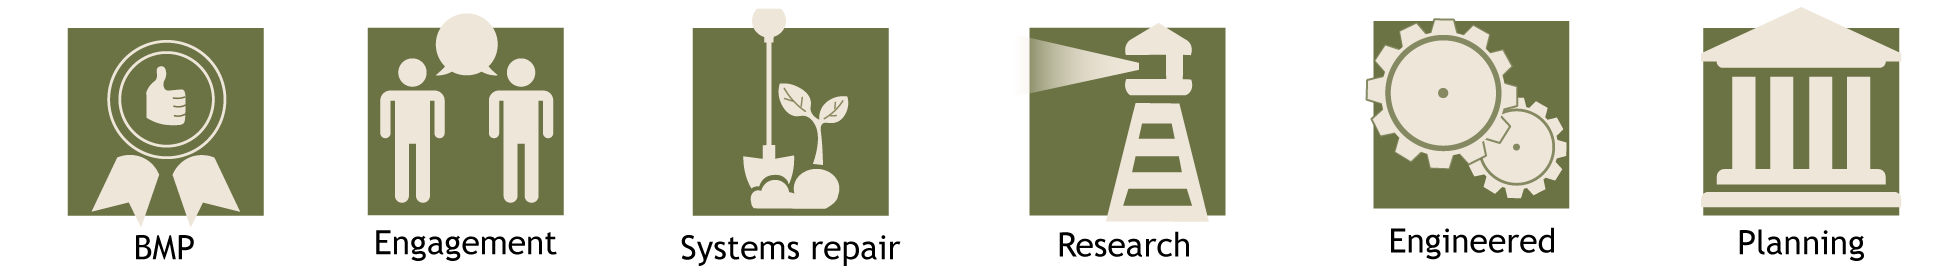 BMP
Engagement
Systems repair
Research
Engineered
Planning